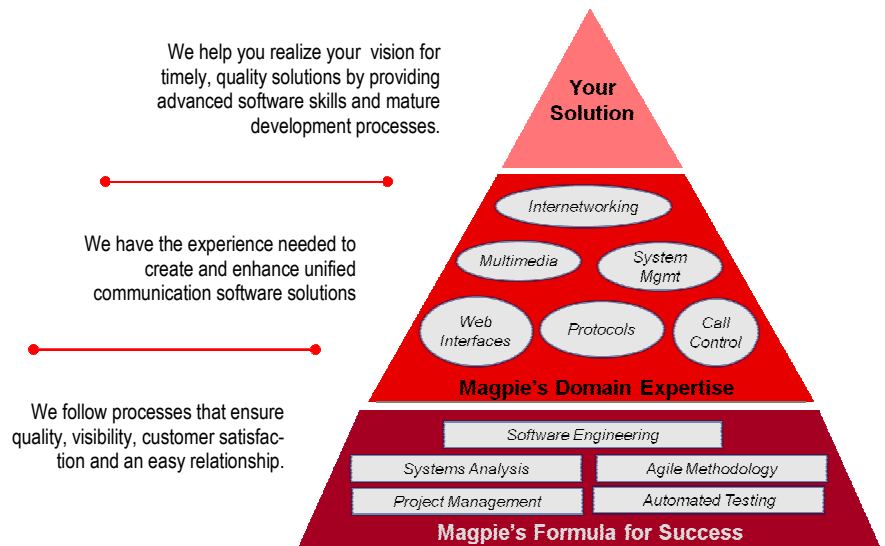 We help you realize your vision for
timely, quality solutions by providing
advanced software skills and mature
development processes.
Your
Solution
We have the experience needed to
create and enhance unified
communication software solutions
Internetworking
Multimedia
System
Mgmt
Web
Interfaces
Protocols
Call
Control
Magpie's Domain Expertise
We follow processes that ensure
quality, visibility, customer satisfac-
tion and an easy relationship.
Software Engineering
Systems Analysis
Agile Methodology
Project Management
Automated Testing
Magpie's Formula for Success